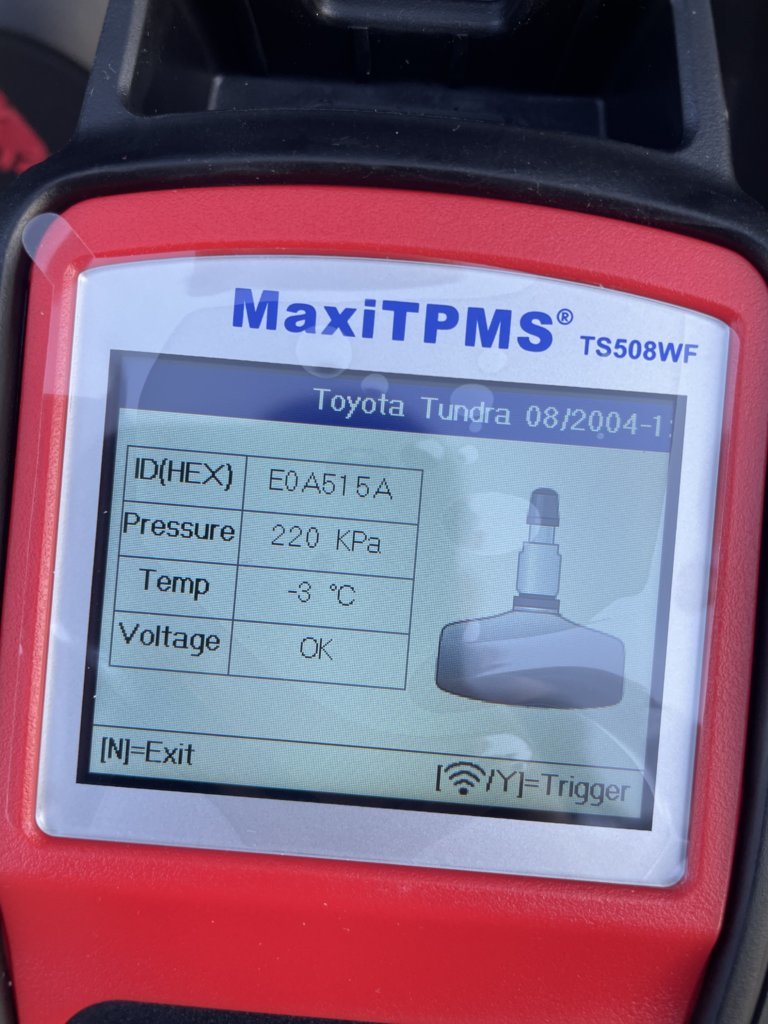 MaxiTPMS® TS508WF
Toyota Tundra 08/2004-1
ID(HEX) E0A515A
Pressure 220 KPa
Temp -3 °C
Voltage OK
[N]=Exit
[/Y]=Trigger